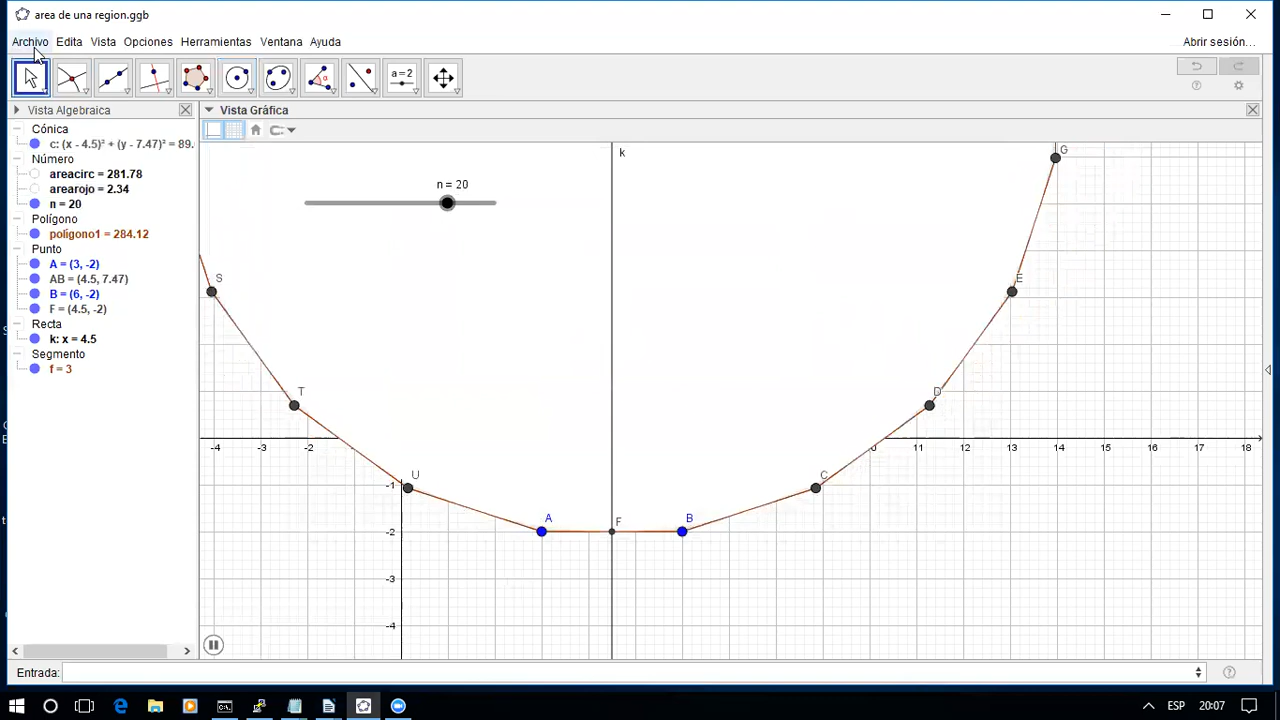 area de una region.ggb
Archivo Edita Vista Opciones Herramientas Ventana Ayuda Abrir sesión...
a=2
Vista Algebraica
Vista Gráfica
Cónica
c: (x - 4.5)² + (y - 7.47)² = 89.
Número
areacirc = 281.78
arearojo = 2.34
n = 20
Polígono
poligono1 = 284.12
Punto
A = (3, -2)
AB = (4.5, 7.47)
B = (6, -2)
F = (4.5, -2)
Recta
k: x = 4.5
Segmento
f = 3
k
G
n = 20
S
E
T
D
-4 -3 -2 0 11 12 13 14 15 16 17 18
U
C
-1
A
F
B
-2
-3
-4
Entrada:
ESP 20:07